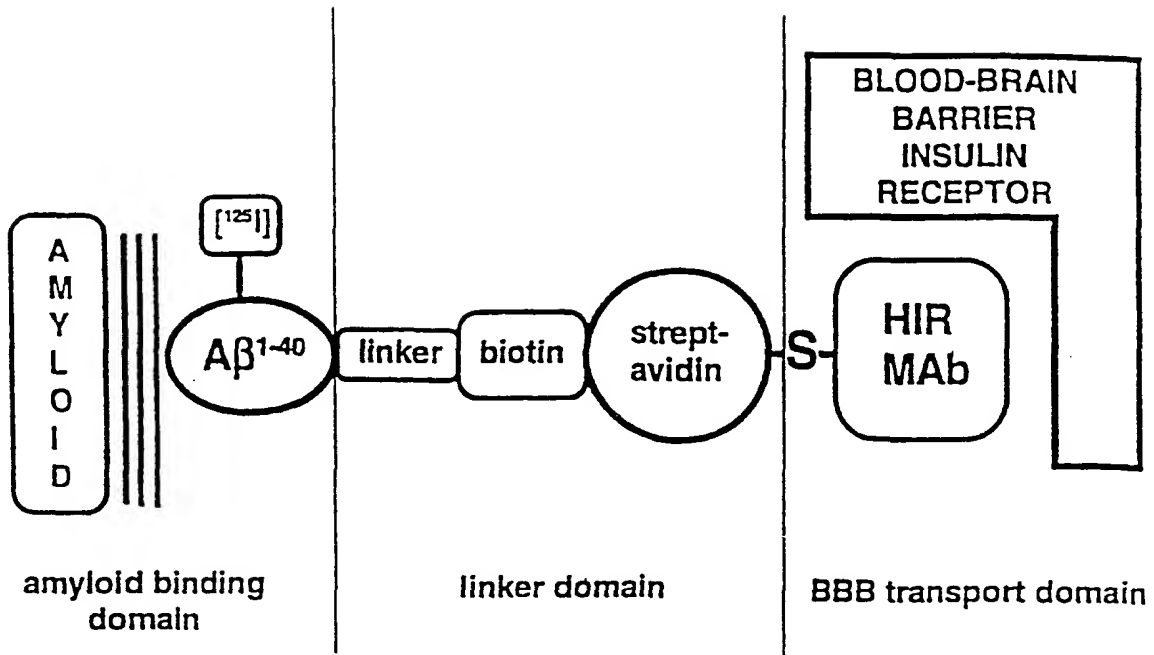 BLOOD-BRAIN
BARRIER
INSULIN
RECEPTOR
[¹²⁵I]
A
M
Y
L
O
I
D
Aβ¹⁻⁴⁰
linker
biotin
strept-
avidin
S
HIR
MAb
amyloid binding
domain
linker domain
BBB transport domain